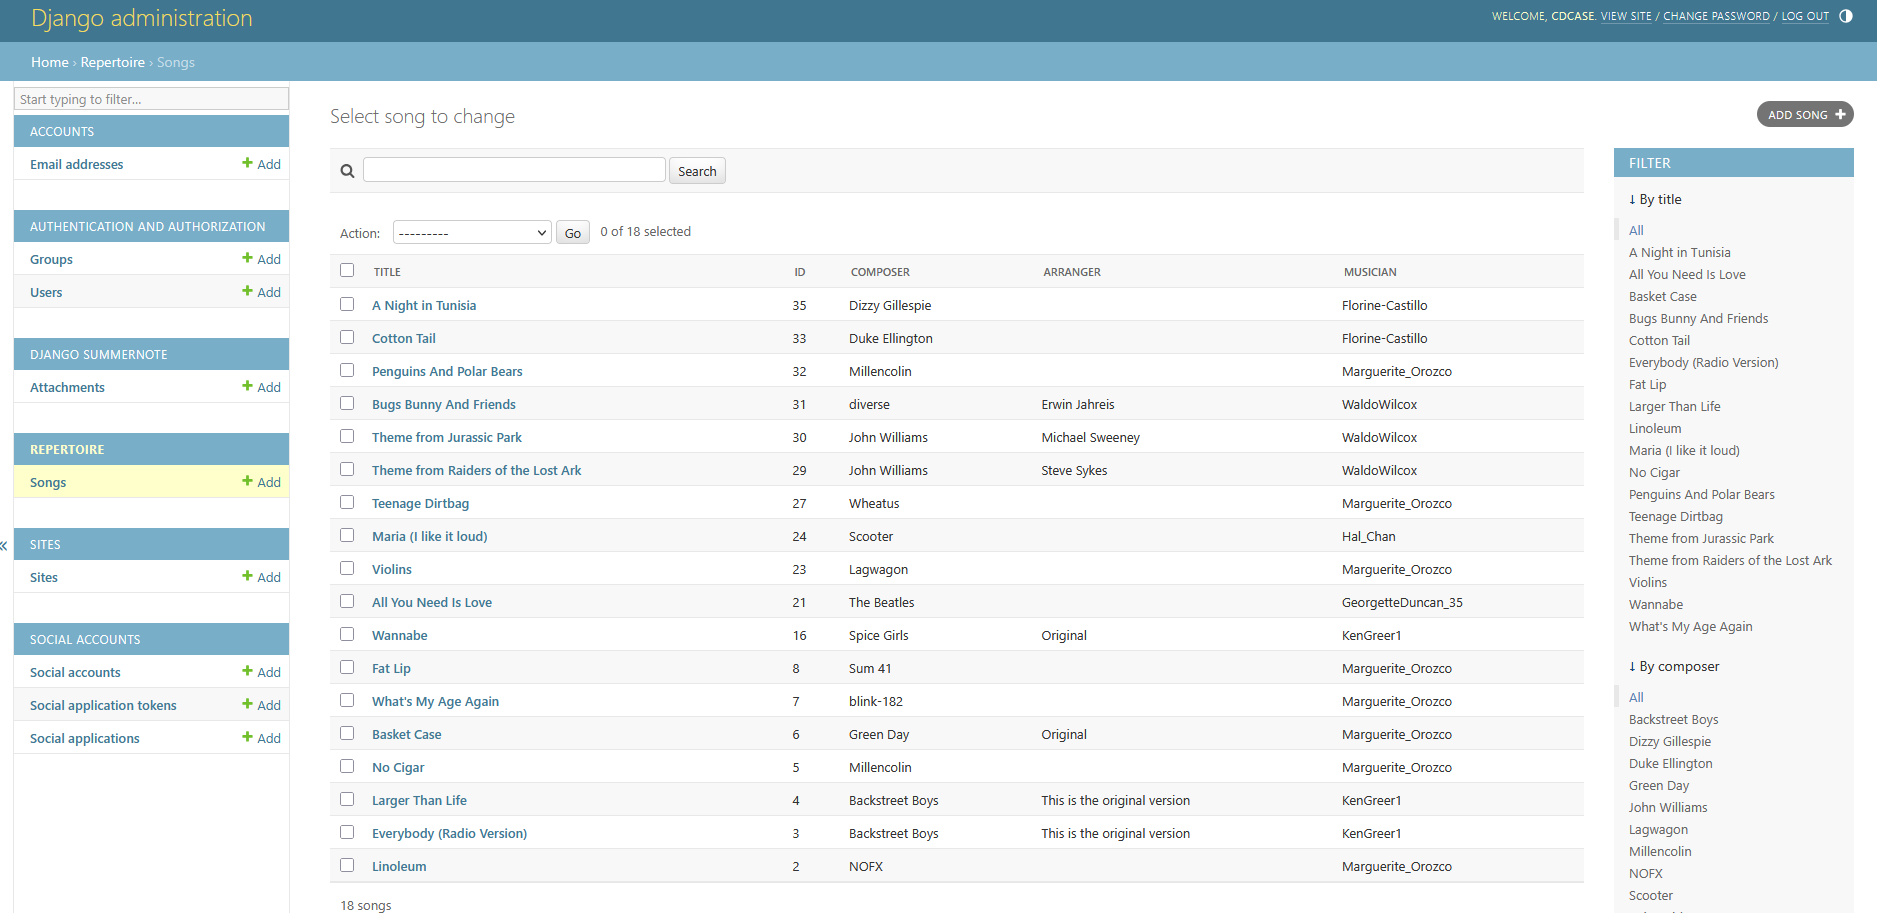 Django administration
WELCOME, CDCASE. VIEW SITE / CHANGE PASSWORD / LOG OUT
Home › Repertoire › Songs
Start typing to filter...
ACCOUNTS
Email addresses + Add
AUTHENTICATION AND AUTHORIZATION
Groups + Add
Users + Add
DJANGO SUMMERNOTE
Attachments + Add
REPERTOIRE
Songs + Add
SITES
Sites + Add
SOCIAL ACCOUNTS
Social accounts + Add
Social application tokens + Add
Social applications + Add
«
Select song to change
ADD SONG +
Search
Action: --------- Go 0 of 18 selected
TITLE ID COMPOSER ARRANGER MUSICIAN
A Night in Tunisia 35 Dizzy Gillespie Florine-Castillo
Cotton Tail 33 Duke Ellington Florine-Castillo
Penguins And Polar Bears 32 Millencolin Marguerite_Orozco
Bugs Bunny And Friends 31 diverse Erwin Jahreis WaldoWilcox
Theme from Jurassic Park 30 John Williams Michael Sweeney WaldoWilcox
Theme from Raiders of the Lost Ark 29 John Williams Steve Sykes WaldoWilcox
Teenage Dirtbag 27 Wheatus Marguerite_Orozco
Maria (I like it loud) 24 Scooter Hal_Chan
Violins 23 Lagwagon Marguerite_Orozco
All You Need Is Love 21 The Beatles GeorgetteDuncan_35
Wannabe 16 Spice Girls Original KenGreer1
Fat Lip 8 Sum 41 Marguerite_Orozco
What's My Age Again 7 blink-182 Marguerite_Orozco
Basket Case 6 Green Day Original Marguerite_Orozco
No Cigar 5 Millencolin Marguerite_Orozco
Larger Than Life 4 Backstreet Boys This is the original version KenGreer1
Everybody (Radio Version) 3 Backstreet Boys This is the original version KenGreer1
Linoleum 2 NOFX Marguerite_Orozco
18 songs
FILTER
↓ By title
All
A Night in Tunisia
All You Need Is Love
Basket Case
Bugs Bunny And Friends
Cotton Tail
Everybody (Radio Version)
Fat Lip
Larger Than Life
Linoleum
Maria (I like it loud)
No Cigar
Penguins And Polar Bears
Teenage Dirtbag
Theme from Jurassic Park
Theme from Raiders of the Lost Ark
Violins
Wannabe
What's My Age Again
↓ By composer
All
Backstreet Boys
Dizzy Gillespie
Duke Ellington
Green Day
John Williams
Lagwagon
Millencolin
NOFX
Scooter